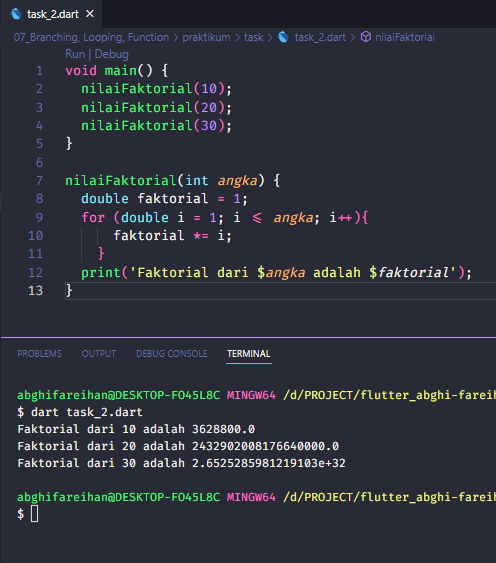 task_2.dart ×
07_Branching, Looping, Function > praktikum > task > task_2.dart > nilaiFaktorial
Run | Debug
1 void main() {
2 nilaiFaktorial(10);
3 nilaiFaktorial(20);
4 nilaiFaktorial(30);
5 }
6
7 nilaiFaktorial(int angka) {
8 double faktorial = 1;
9 for (double i = 1; i <= angka; i++){
10 faktorial *= i;
11 }
12 print('Faktorial dari $angka adalah $faktorial');
13 }
PROBLEMS OUTPUT DEBUG CONSOLE TERMINAL
abghifareihan@DESKTOP-FO45L8C MINGW64 /d/PROJECT/flutter_abghi-fareih
$ dart task_2.dart
Faktorial dari 10 adalah 3628800.0
Faktorial dari 20 adalah 2432902008176640000.0
Faktorial dari 30 adalah 2.6525285981219103e+32
abghifareihan@DESKTOP-FO45L8C MINGW64 /d/PROJECT/flutter_abghi-fareih
$